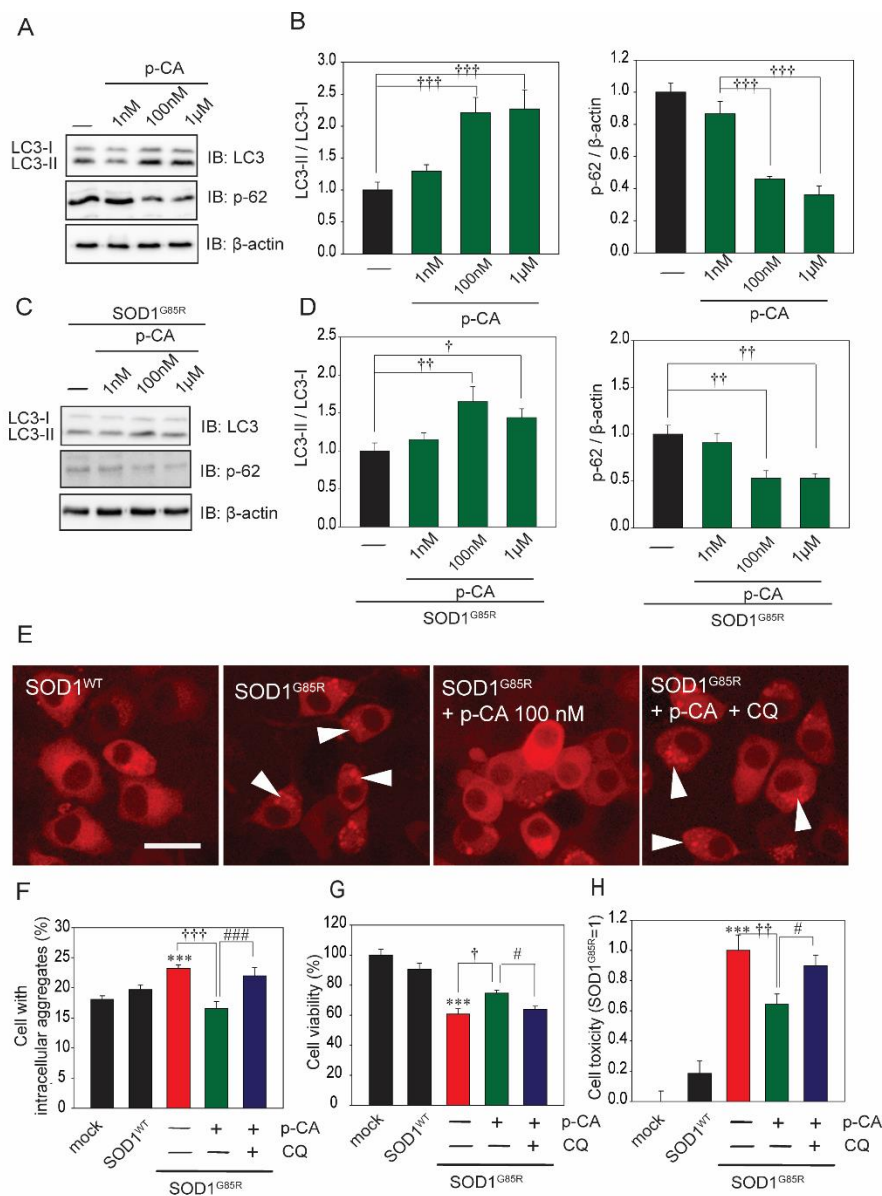 A
p-CA
— 1nM 100nM 1μM
LC3-I
LC3-II
IB: LC3
IB: p-62
IB: β-actin
B
LC3-II / LC3-I
2.5
2.0
1.5
1.0
0.5
0.0
†††
†††
— 1nM 100nM 1μM
p-CA
p-62 / β-actin
1.0
0.8
0.6
0.4
0.2
0.0
†††
†††
— 1nM 100nM 1μM
p-CA
C
SOD1G85R
p-CA
— 1nM 100nM 1μM
LC3-I
LC3-II
IB: LC3
IB: p-62
IB: β-actin
D
LC3-II / LC3-I
2.5
2.0
1.5
1.0
0.5
0.0
†
††
— 1nM 100nM 1μM
p-CA
SOD1G85R
p-62 / β-actin
2.0
1.5
1.0
0.5
0.0
††
††
— 1nM 100nM 1μM
p-CA
SOD1G85R
E
SOD1WT
SOD1G85R
SOD1G85R
+ p-CA 100 nM
SOD1G85R
+ p-CA + CQ
F
Cell with
intracellular aggregates (%)
30
25
20
15
10
5
0
††† ###
***
mock SOD1WT — + +
— — +
SOD1G85R
G
Cell viability (%)
120
100
80
60
40
20
0
† #
***
mock SOD1WT — + + p-CA
— — + CQ
SOD1G85R
H
Cell toxicity (SOD1G85R=1)
1.2
1.0
0.8
0.6
0.4
0.2
0.0
*** †† #
mock SOD1WT — + + p-CA
— — + CQ
SOD1G85R